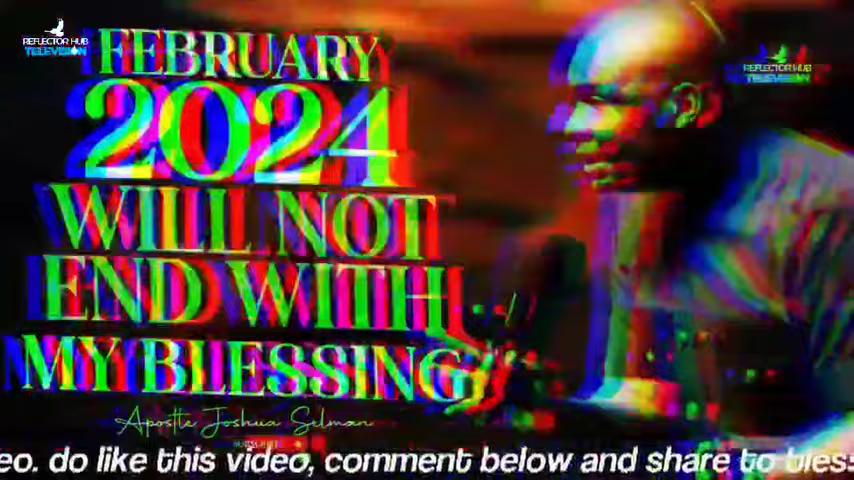 REFLECTOR HUB
TELEVISION
FEBRUARY
2024
WILL NOT
END WITH
MY BLESSING
Apostle Joshua Selman
REFLECTOR HUB
TELEVISION
eo. do like this video, comment below and share to bless